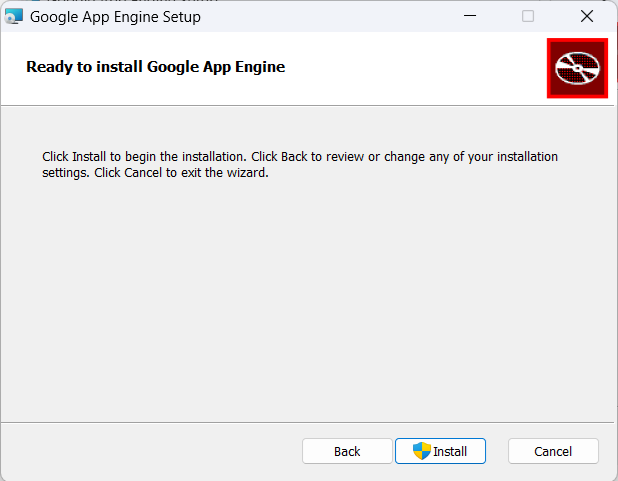 Google App Engine Setup
Ready to install Google App Engine
Click Install to begin the installation. Click Back to review or change any of your installation
settings. Click Cancel to exit the wizard.
Back
Install
Cancel